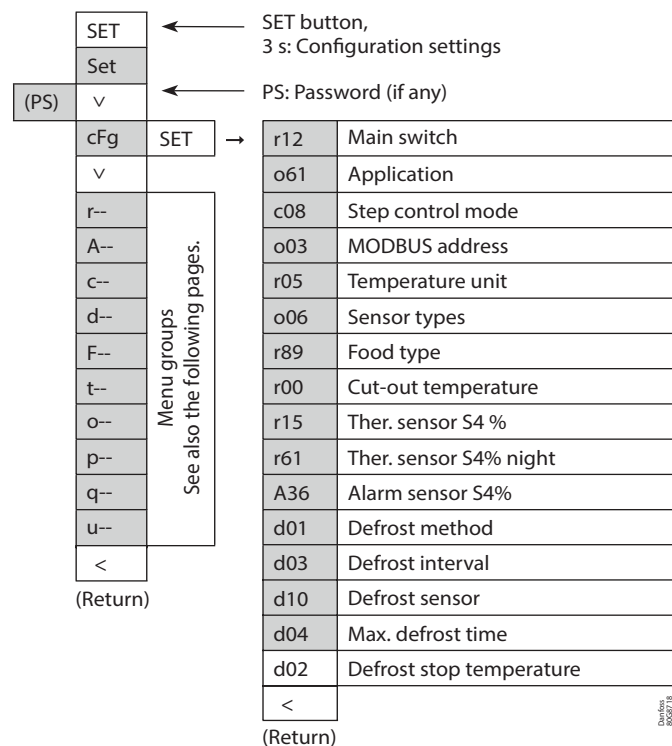 SET
SET button,
3 s: Configuration settings
Set
(PS)
˅
PS: Password (if any)
cFg
SET
→
˅
r--
A--
c--
d--
F--
t--
o--
p--
q--
u--
Menu groups
See also the following pages.
<
(Return)
r12 Main switch
o61 Application
c08 Step control mode
o03 MODBUS address
r05 Temperature unit
o06 Sensor types
r89 Food type
r00 Cut-out temperature
r15 Ther. sensor S4 %
r61 Ther. sensor S4% night
A36 Alarm sensor S4%
d01 Defrost method
d03 Defrost interval
d10 Defrost sensor
d04 Max. defrost time
d02 Defrost stop temperature
<
(Return)
Danfoss
80G8718